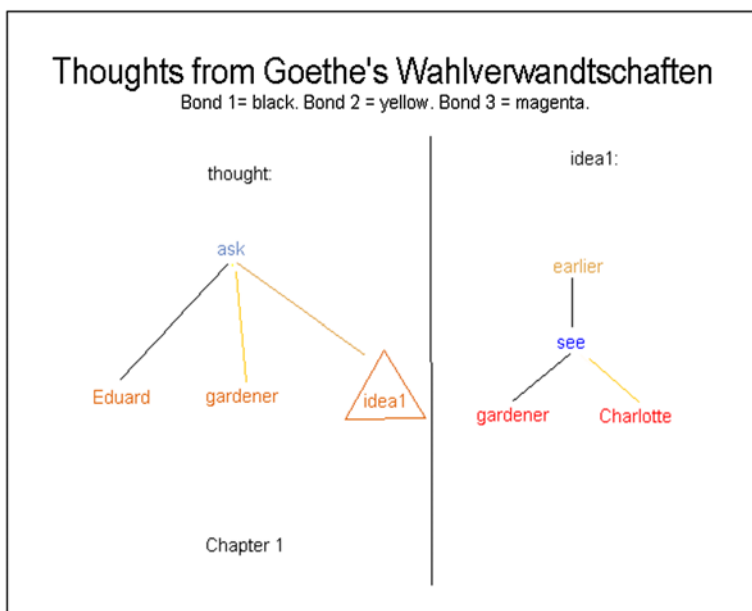 Thoughts from Goethe's Wahlverwandtschaften
Bond 1= black. Bond 2 = yellow. Bond 3 = magenta.
thought:
ask
Eduard
gardener
idea1
Chapter 1
idea1:
earlier
see
gardener
Charlotte